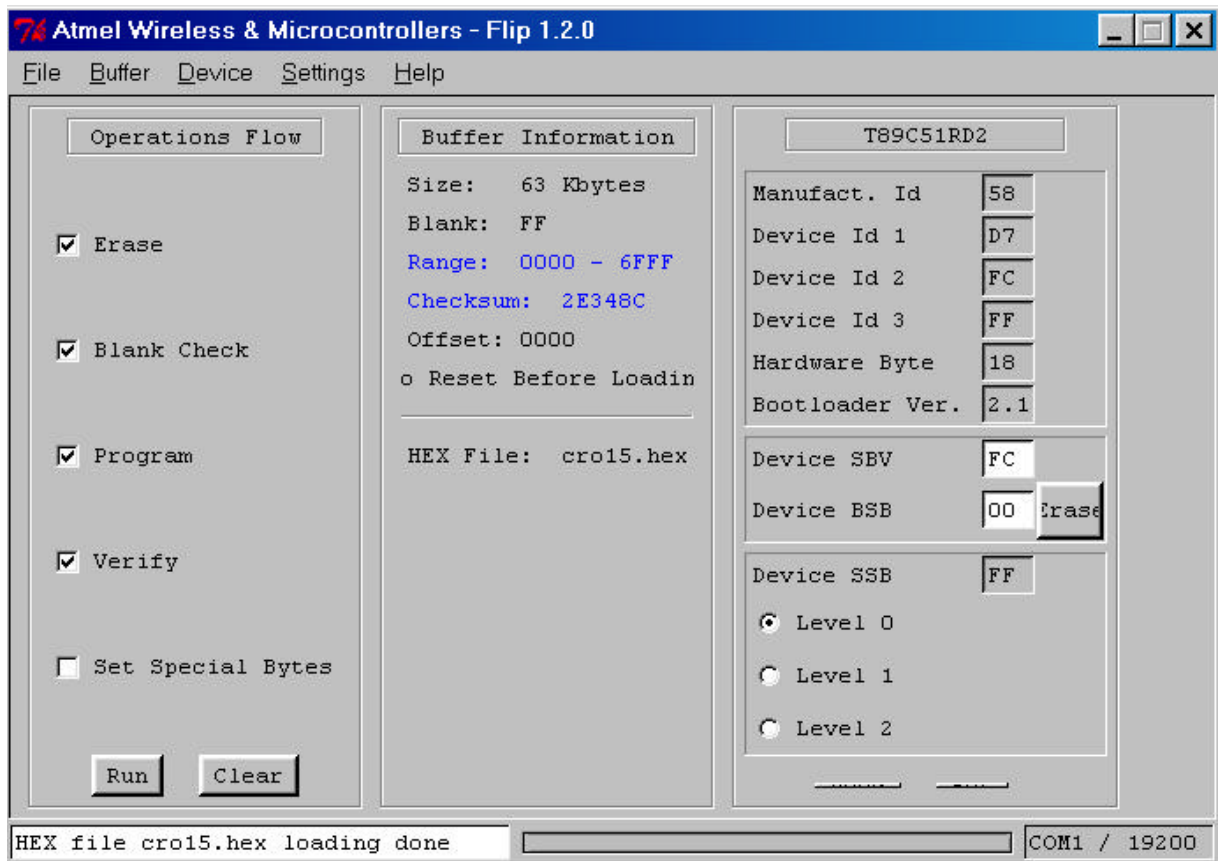 Atmel Wireless & Microcontrollers - Flip 1.2.0
File Buffer Device Settings Help
Operations Flow
Erase
Blank Check
Program
Verify
Set Special Bytes
Run Clear
Buffer Information
Size: 63 Kbytes
Blank: FF
Range: 0000 - 6FFF
Checksum: 2E348C
Offset: 0000
o Reset Before Loadin
HEX File: cro15.hex
T89C51RD2
Manufact. Id 58
Device Id 1 D7
Device Id 2 FC
Device Id 3 FF
Hardware Byte 18
Bootloader Ver. 2.1
Device SBV FC
Device BSB 00 Erase
Device SSB FF
Level 0
Level 1
Level 2
HEX file cro15.hex loading done
COM1 / 19200